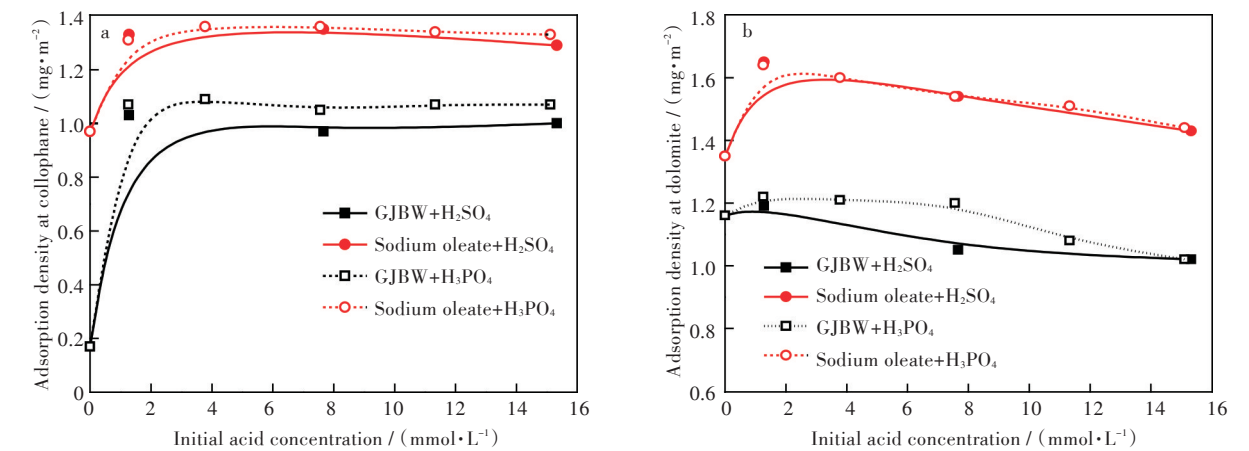 Adsorption density at collophane / (mg·m⁻²)
a
1.4
1.2
1.0
0.8
0.6
0.4
0.2
0
0 2 4 6 8 10 12 14 16
Initial acid concentration / (mmol·L⁻¹)
GJBW+H₂SO₄
Sodium oleate+H₂SO₄
GJBW+H₃PO₄
Sodium oleate+H₃PO₄
Adsorption density at dolomite / (mg·m⁻²)
b
1.8
1.6
1.4
1.2
1.0
0.8
0.6
0 2 4 6 8 10 12 14 16
Initial acid concentration / (mmol·L⁻¹)
GJBW+H₂SO₄
Sodium oleate+H₂SO₄
GJBW+H₃PO₄
Sodium oleate+H₃PO₄